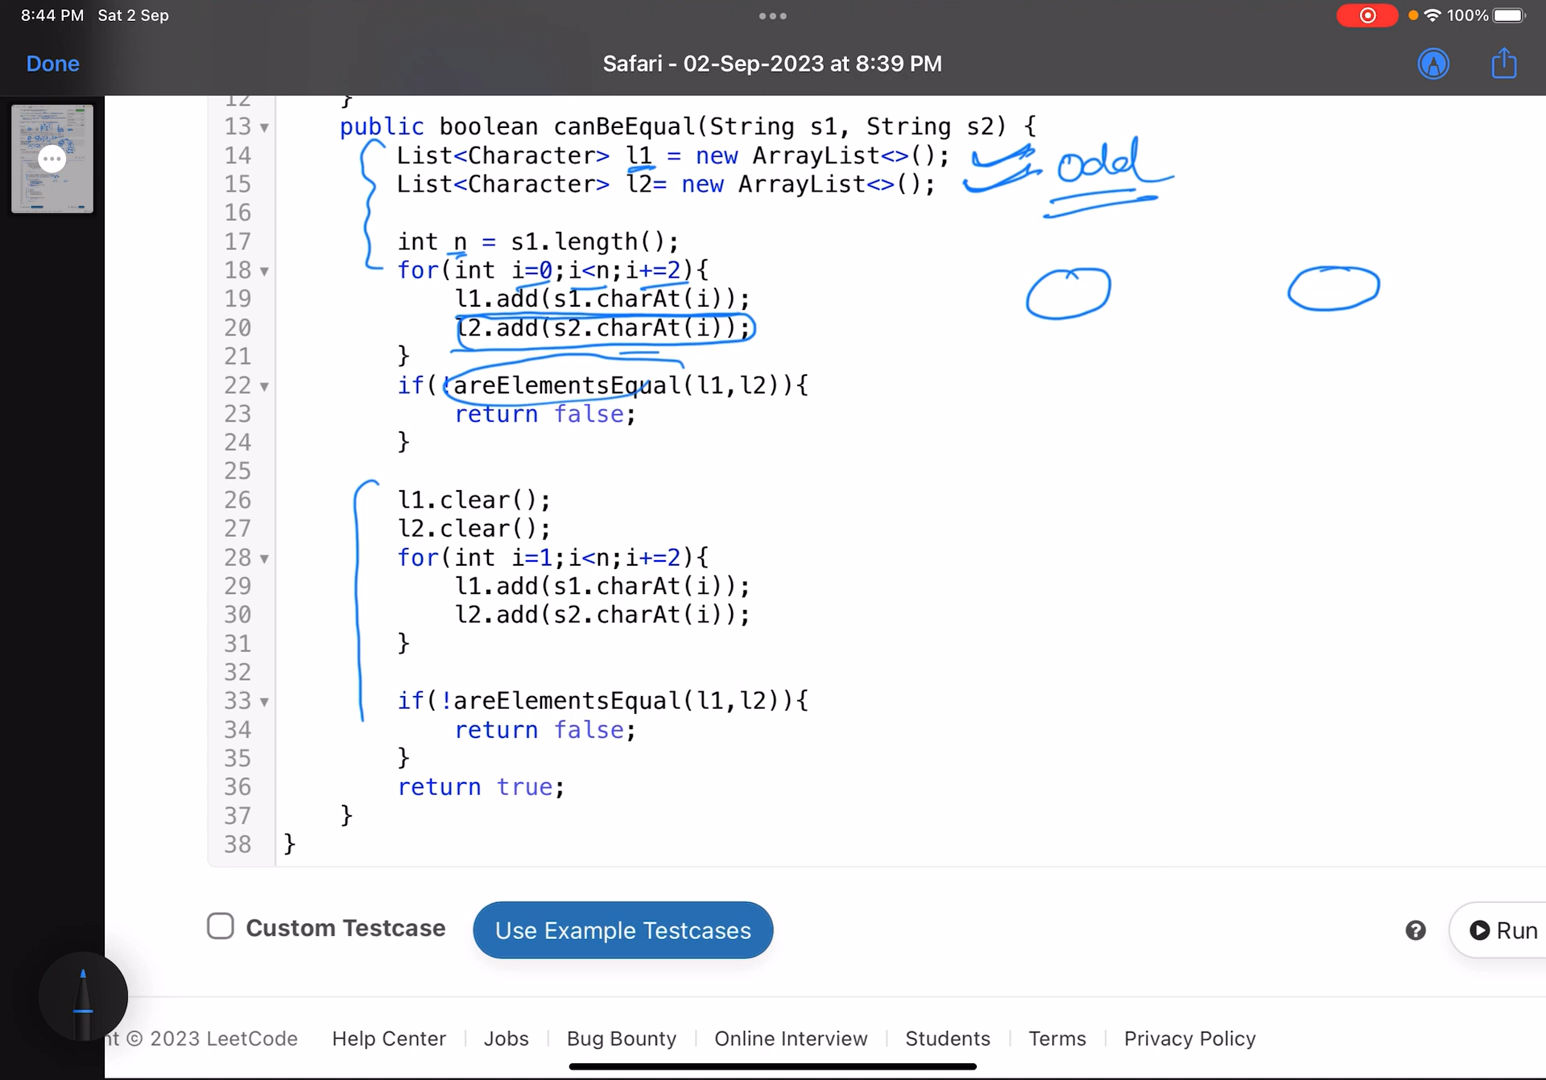 8:44 PM Sat 2 Sep
100%
Done
Safari - 02-Sep-2023 at 8:39 PM
12 }
13 public boolean canBeEqual(String s1, String s2) {
14 List<Character> l1 = new ArrayList<>();
15 List<Character> l2= new ArrayList<>();
odd
16
17 int n = s1.length();
18 for(int i=0;i<n;i+=2){
19 l1.add(s1.charAt(i));
20 l2.add(s2.charAt(i));
21 }
22 if(!areElementsEqual(l1,l2)){
23 return false;
24 }
25
26 l1.clear();
27 l2.clear();
28 for(int i=1;i<n;i+=2){
29 l1.add(s1.charAt(i));
30 l2.add(s2.charAt(i));
31 }
32
33 if(!areElementsEqual(l1,l2)){
34 return false;
35 }
36 return true;
37 }
38 }
Custom Testcase
Use Example Testcases
? Run
ht © 2023 LeetCode Help Center Jobs Bug Bounty Online Interview Students Terms Privacy Policy